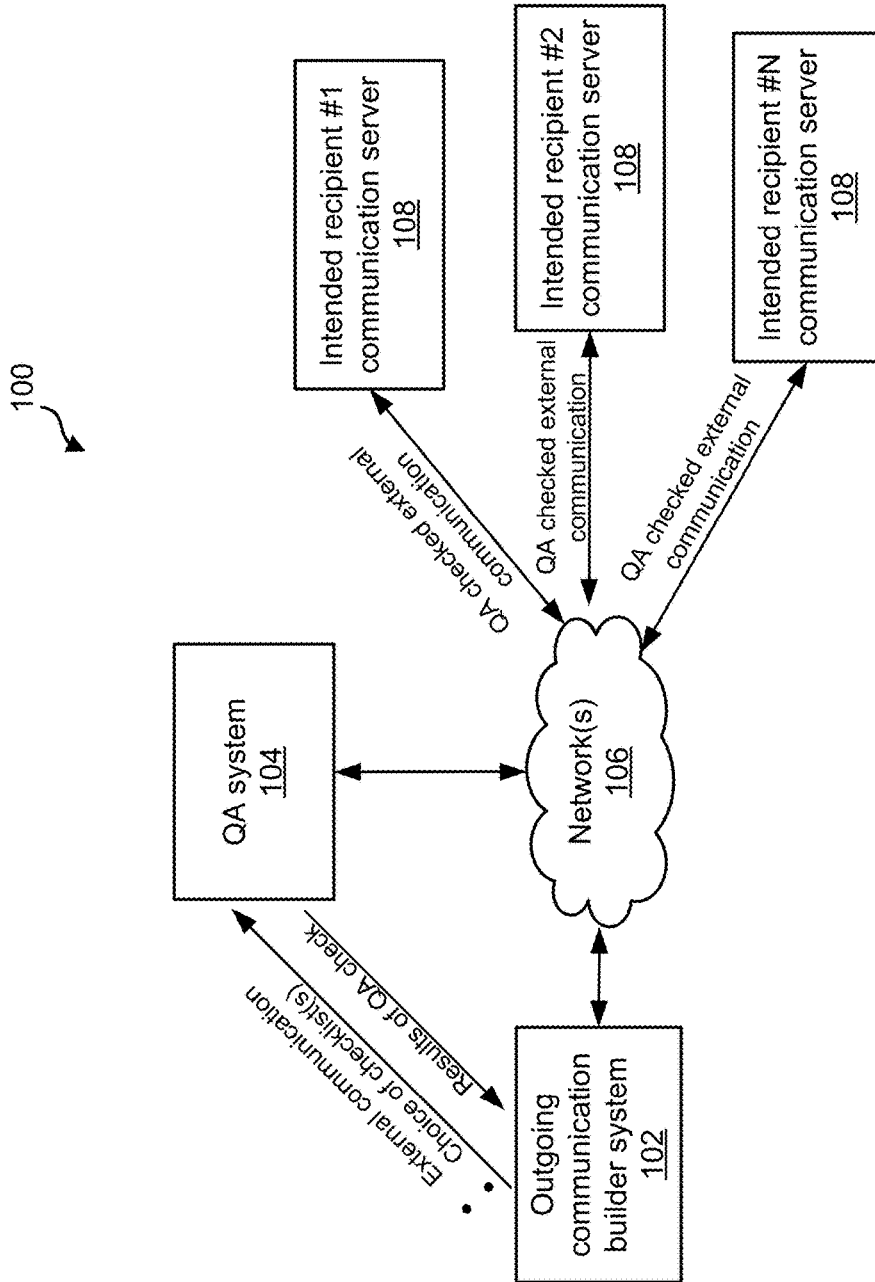 100
QA system
104
• External communication
• Choice of checklist(s)
Results of QA check
Outgoing
communication
builder system
102
Network(s)
106
QA checked external
communication
Intended recipient #1
communication server
108
QA checked external
communication
Intended recipient #2
communication server
108
QA checked external
communication
Intended recipient #N
communication server
108